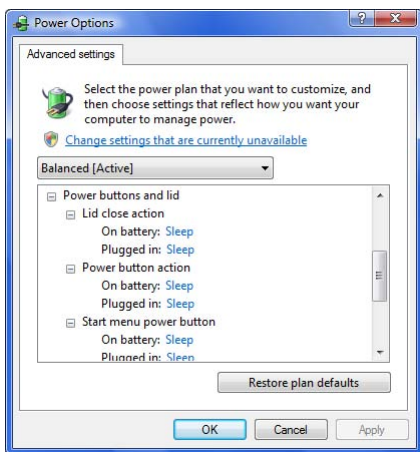 Power Options
Advanced settings
Select the power plan that you want to customize, and
then choose settings that reflect how you want your
computer to manage power.
Change settings that are currently unavailable
Balanced [Active]
Power buttons and lid
Lid close action
On battery: Sleep
Plugged in: Sleep
Power button action
On battery: Sleep
Plugged in: Sleep
Start menu power button
On battery: Sleep
Plugged in: Sleep
Restore plan defaults
OK
Cancel
Apply